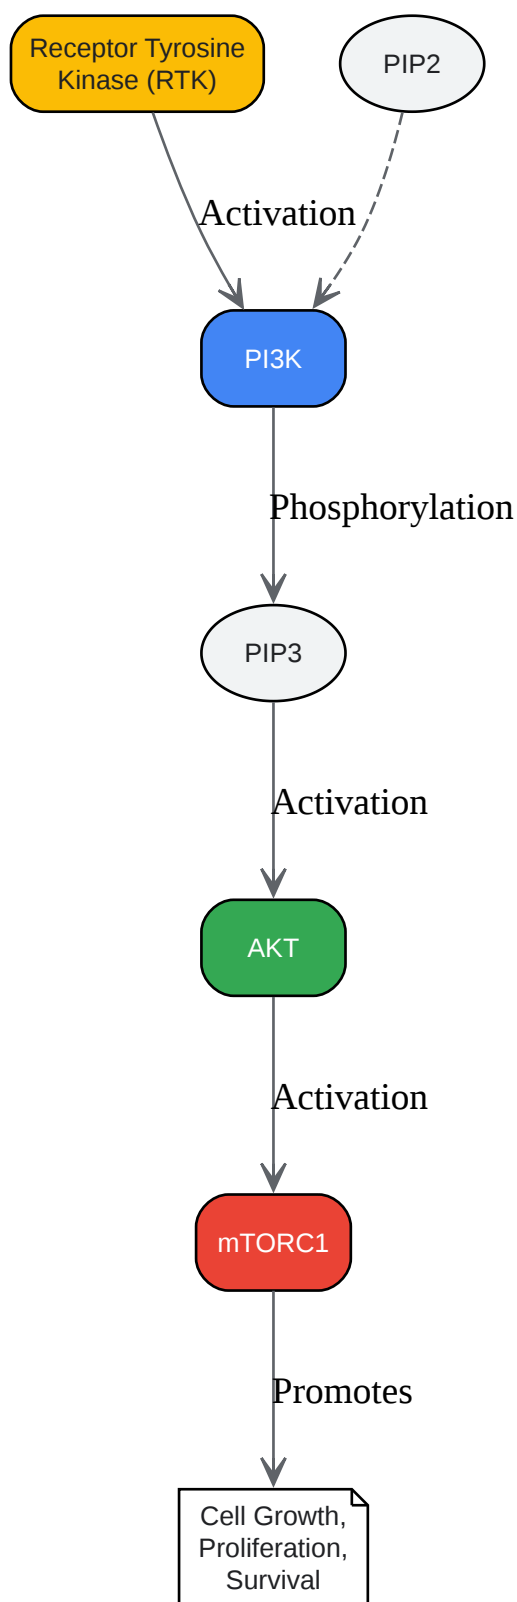 Receptor Tyrosine
Kinase (RTK)
PIP2
Activation
PI3K
Phosphorylation
PIP3
Activation
AKT
Activation
mTORC1
Promotes
Cell Growth,
Proliferation,
Survival